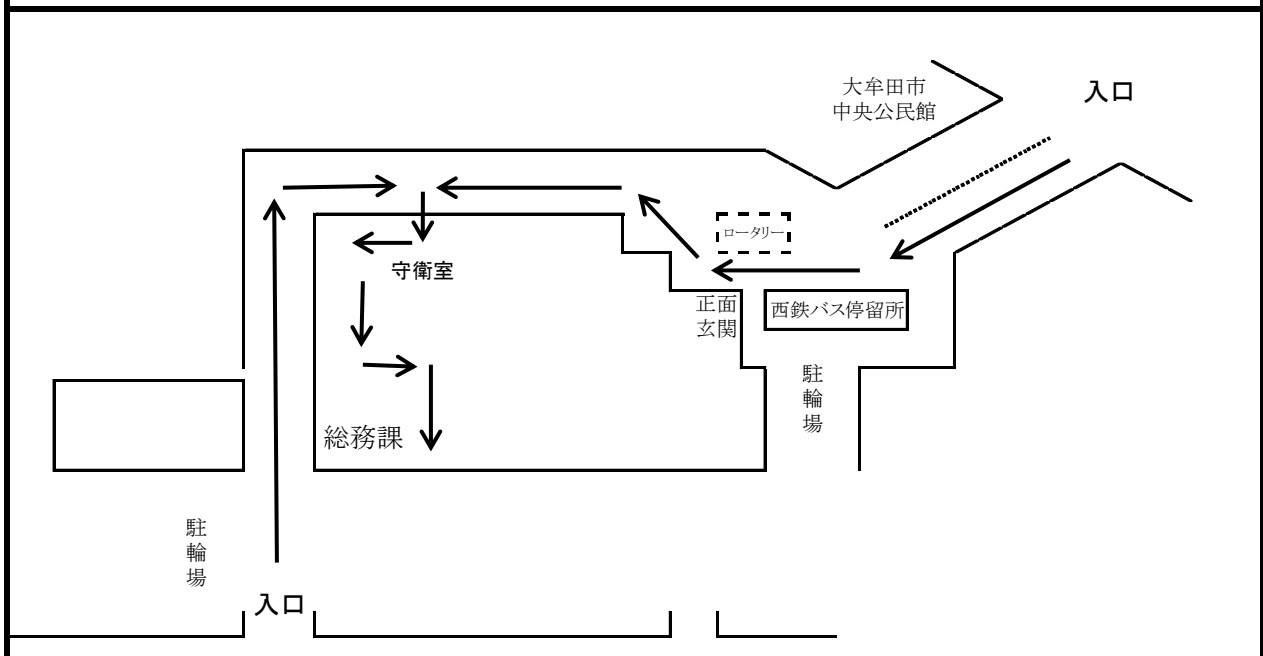 大牟田市
中央公民館
入口
ロータリー
守衛室
正面
玄関
西鉄バス停留所
駐輪場
総務課
駐輪場
入口